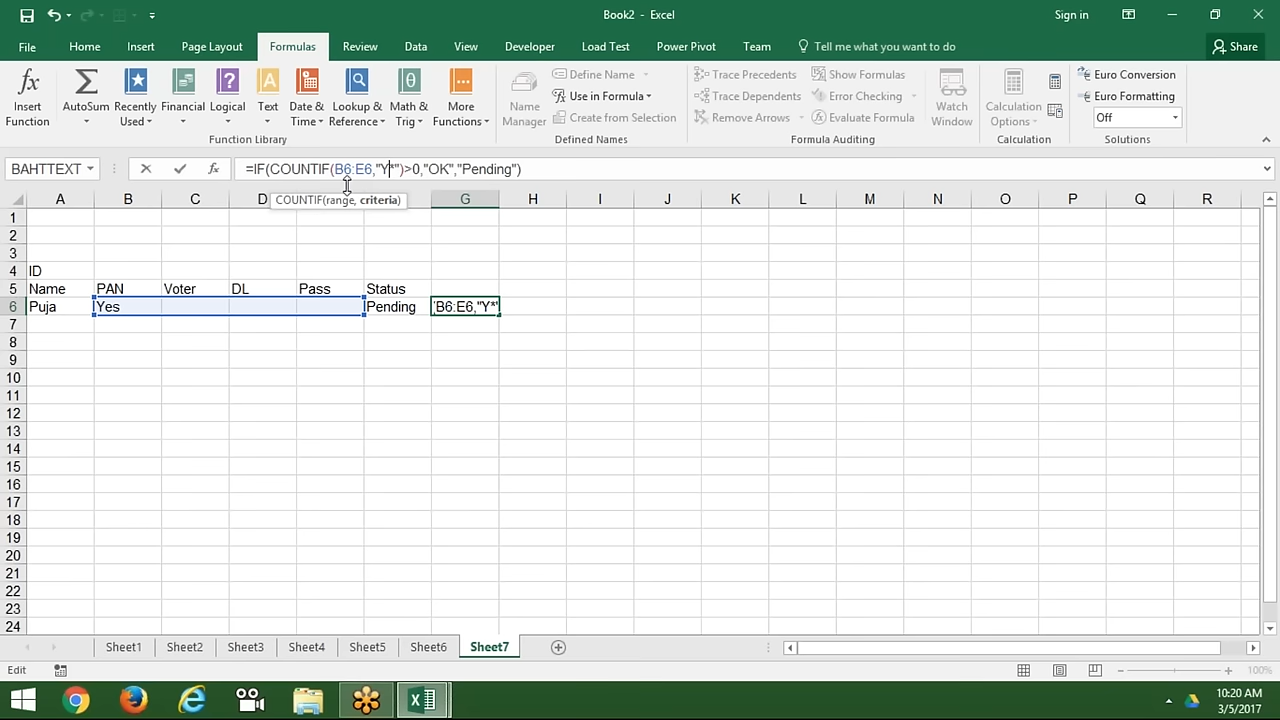 Book2 - Excel
Sign in
File Home Insert Page Layout Formulas Review Data View Developer Load Test Power Pivot Team Tell me what you want to do Share
Insert Function
AutoSum
Recently Used
Financial
Logical
Text
Date & Time
Lookup & Reference
Math & Trig
More Functions
Function Library
Name Manager
Define Name
Use in Formula
Create from Selection
Defined Names
Trace Precedents
Trace Dependents
Remove Arrows
Show Formulas
Error Checking
Evaluate Formula
Formula Auditing
Watch Window
Calculation Options
Calculation
Euro Conversion
Euro Formatting
Off
Solutions
BAHTTEXT
fx
=IF(COUNTIF(B6:E6,"Y*")>0,"OK","Pending")
COUNTIF(range, criteria)
A B C D G H I J K L M N O P Q R
1
2
3
4 ID
5 Name PAN Voter DL Pass Status
6 Puja Yes Pending B6:E6,"Y*"
7
8
9
10
11
12
13
14
15
16
17
18
19
20
21
22
23
24
Sheet1 Sheet2 Sheet3 Sheet4 Sheet5 Sheet6 Sheet7
Edit
100%
10:20 AM
3/5/2017